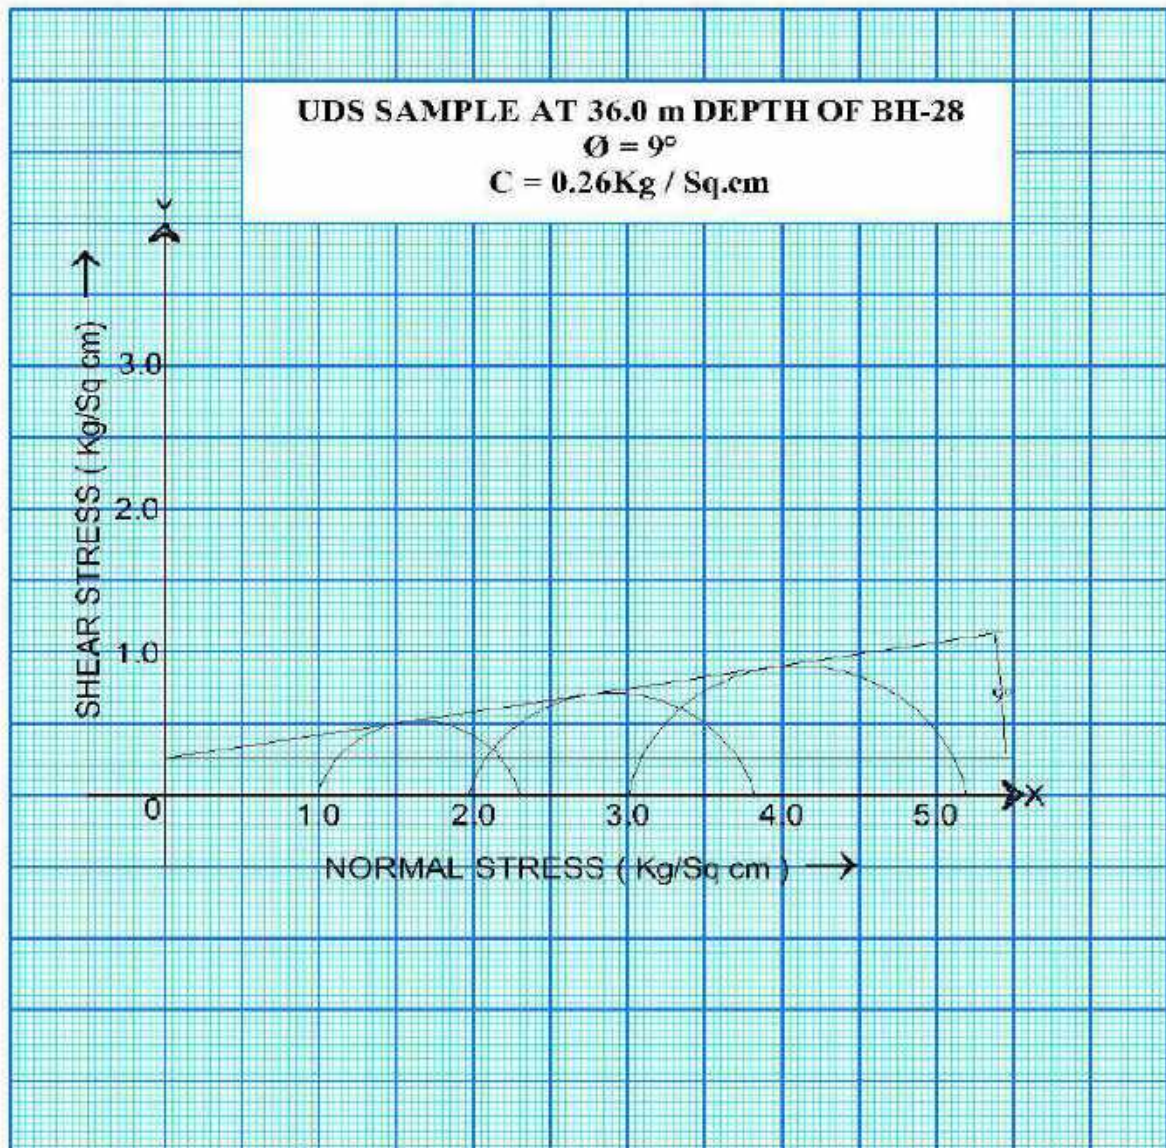 UDS SAMPLE AT 36.0 m DEPTH OF BH-28
Ø = 9°
C = 0.26Kg / Sq.cm
Y
SHEAR STRESS ( Kg/Sq cm)
3.0
2.0
1.0
9°
0
1.0
2.0
3.0
4.0
5.0
X
NORMAL STRESS ( Kg/Sq cm )